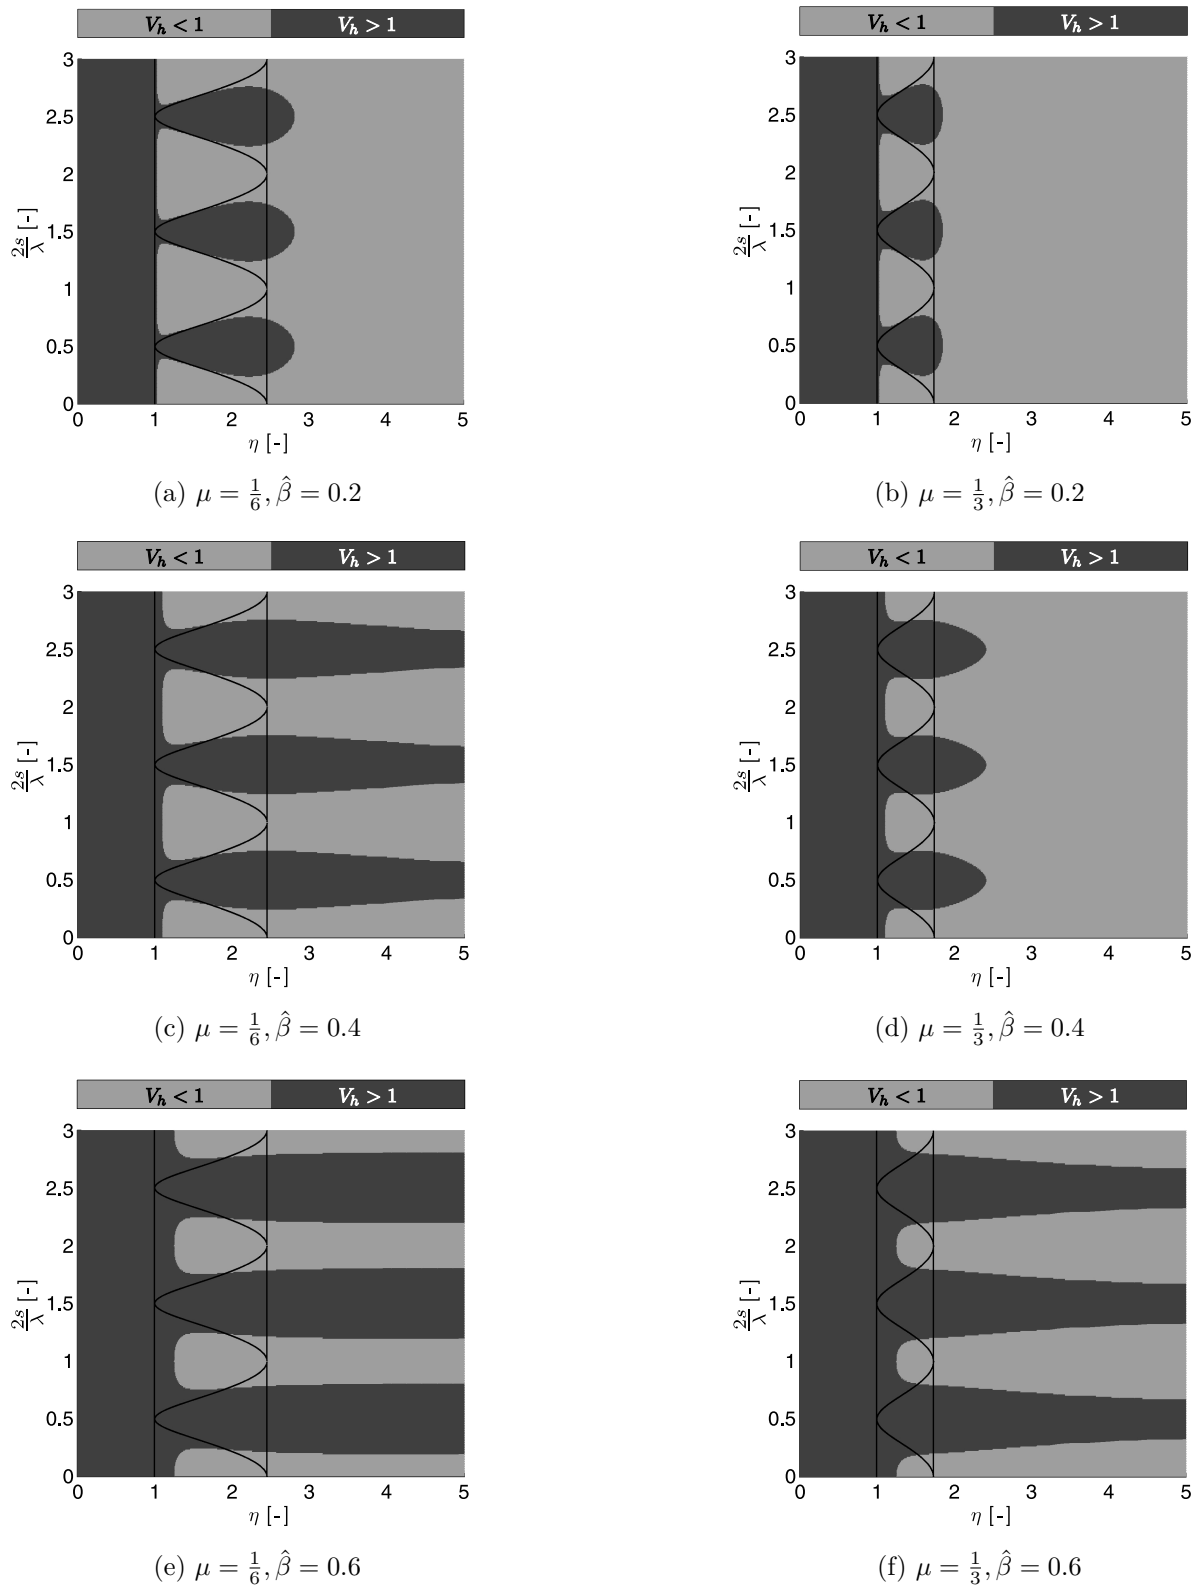 V_h < 1 V_h > 1
3
2.5
2
1.5
1
0.5
0
2s/λ [-]
0 1 2 3 4 5
η [-]
(a) μ = 1/6, β̂ = 0.2
V_h < 1 V_h > 1
3
2.5
2
1.5
1
0.5
0
2s/λ [-]
0 1 2 3 4 5
η [-]
(b) μ = 1/3, β̂ = 0.2
V_h < 1 V_h > 1
3
2.5
2
1.5
1
0.5
0
2s/λ [-]
0 1 2 3 4 5
η [-]
(c) μ = 1/6, β̂ = 0.4
V_h < 1 V_h > 1
3
2.5
2
1.5
1
0.5
0
2s/λ [-]
0 1 2 3 4 5
η [-]
(d) μ = 1/3, β̂ = 0.4
V_h < 1 V_h > 1
3
2.5
2
1.5
1
0.5
0
2s/λ [-]
0 1 2 3 4 5
η [-]
(e) μ = 1/6, β̂ = 0.6
V_h < 1 V_h > 1
3
2.5
2
1.5
1
0.5
0
2s/λ [-]
0 1 2 3 4 5
η [-]
(f) μ = 1/3, β̂ = 0.6